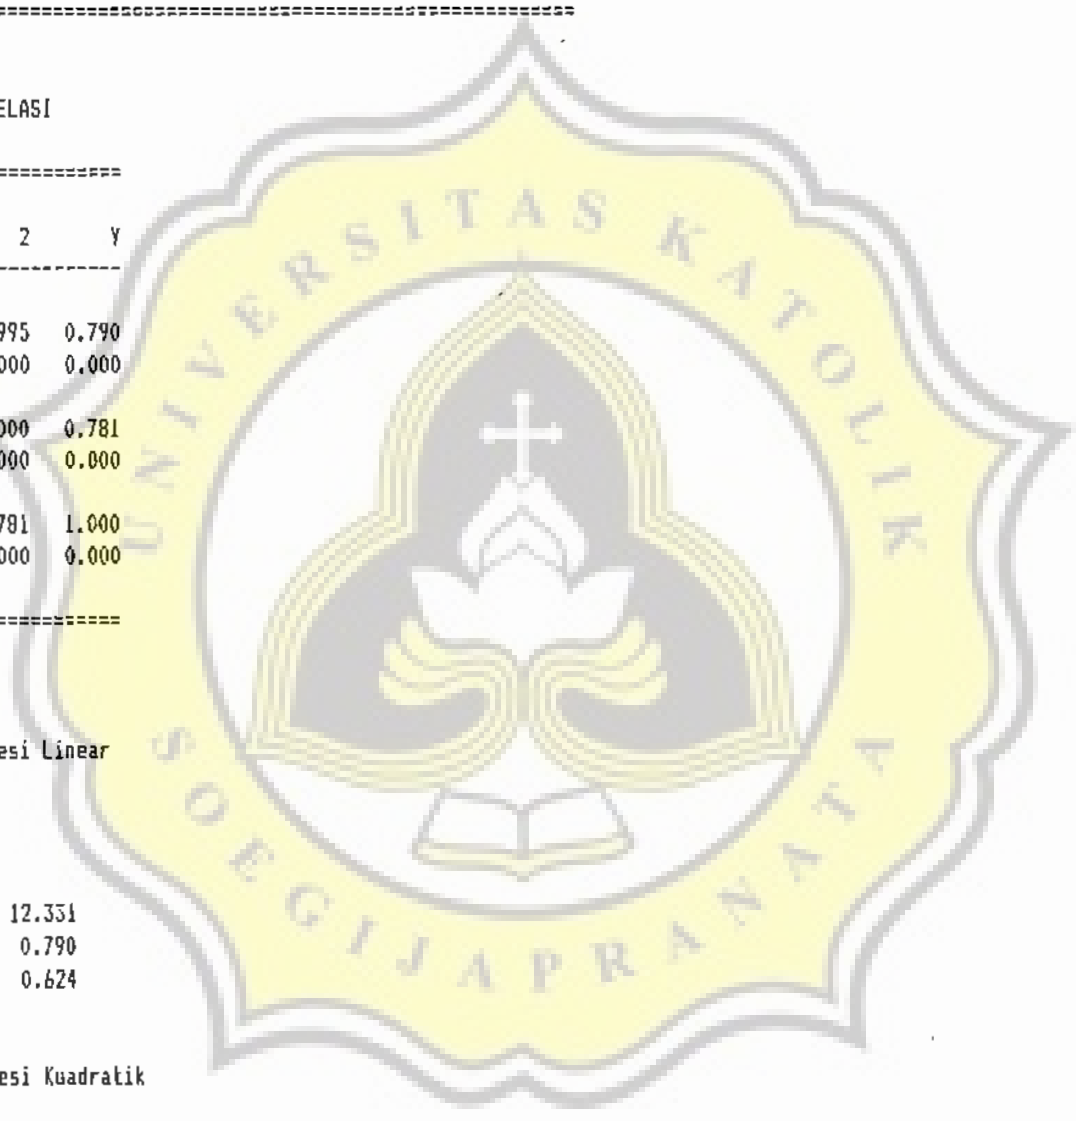 ELASI
2 Y
995 0.790
000 0.000
000 0.781
000 0.000
781 1.000
000 0.000
esi Linear
12.331
0.790
0.624
esi Kuadratik
UNIVERSITAS KATOLIK
SOEGIJAPRANATA